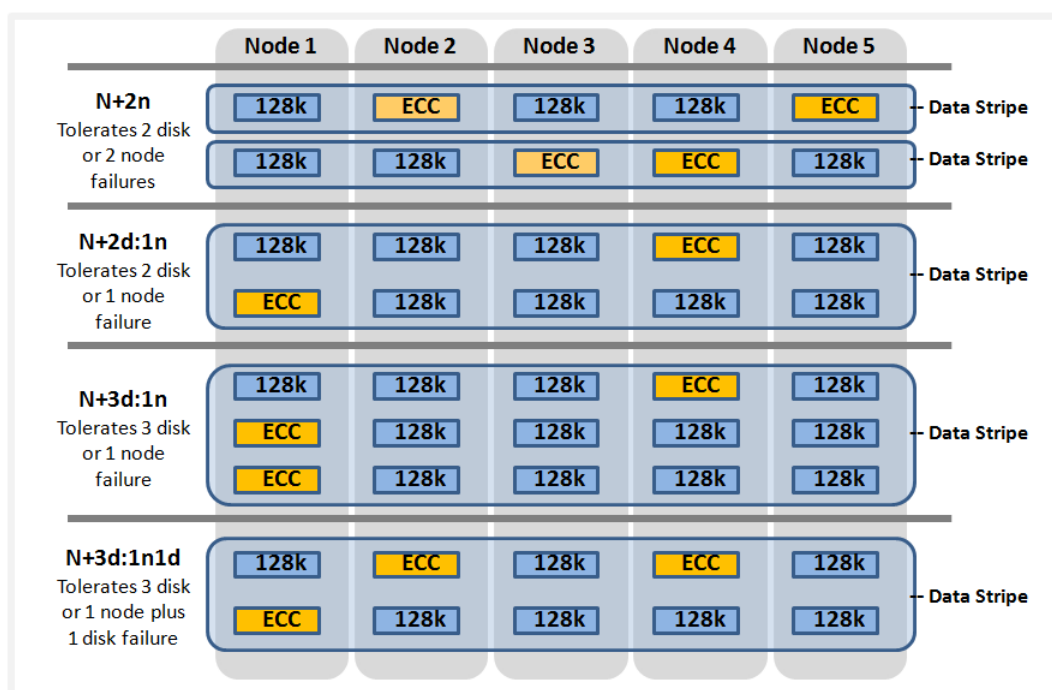 Node 1 Node 2 Node 3 Node 4 Node 5
N+2n
Tolerates 2 disk
or 2 node
failures
128k ECC 128k 128k ECC -- Data Stripe
128k 128k ECC ECC 128k -- Data Stripe
N+2d:1n
Tolerates 2 disk
or 1 node
failure
128k 128k 128k ECC 128k
-- Data Stripe
ECC 128k 128k 128k 128k
N+3d:1n
Tolerates 3 disk
or 1 node
failure
128k 128k 128k ECC 128k
ECC 128k 128k 128k 128k -- Data Stripe
ECC 128k 128k 128k 128k
N+3d:1n1d
Tolerates 3 disk
or 1 node plus
1 disk failure
128k ECC 128k ECC 128k
-- Data Stripe
ECC 128k 128k 128k 128k